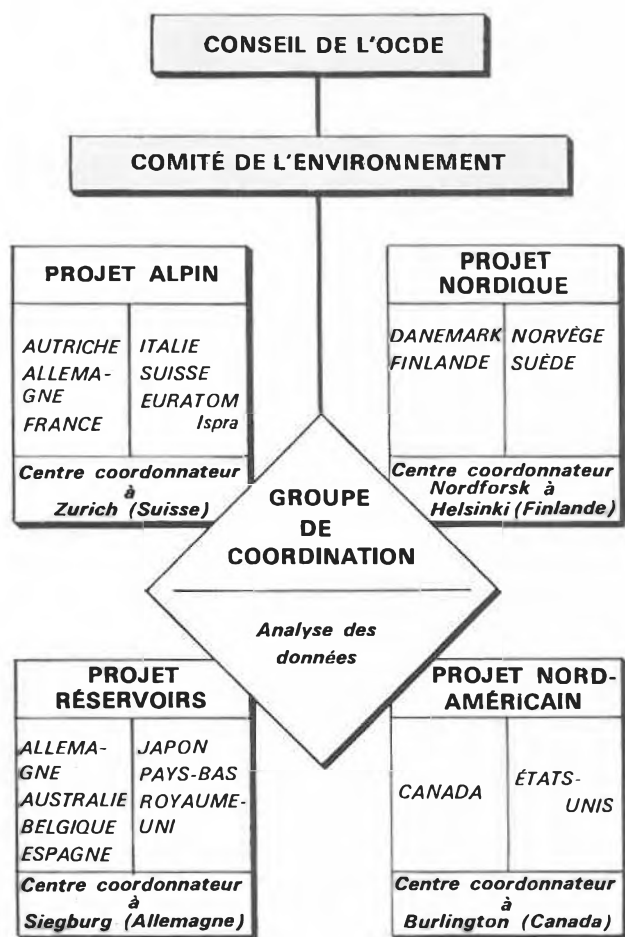 CONSEIL DE L'OCDE
COMITÉ DE L'ENVIRONNEMENT
PROJET ALPIN
AUTRICHE
ALLEMA-
GNE
FRANCE
ITALIE
SUISSE
EURATOM
Ispra
Centre coordonnateur
à
Zurich (Suisse)
PROJET
NORDIQUE
DANEMARK
FINLANDE
NORVÈGE
SUÈDE
Centre coordonnateur
Nordforsk à
Helsinki (Finlande)
GROUPE
DE
COORDINATION
Analyse des
données
PROJET
RÉSERVOIRS
ALLEMA-
GNE
AUSTRALIE
BELGIQUE
ESPAGNE
JAPON
PAYS-BAS
ROYAUME-
UNI
Centre coordonnateur
à
Siegburg (Allemagne)
PROJET NORD-
AMÉRICAIN
CANADA
ÉTATS-
UNIS
Centre coordonnateur
à
Burlington (Canada)